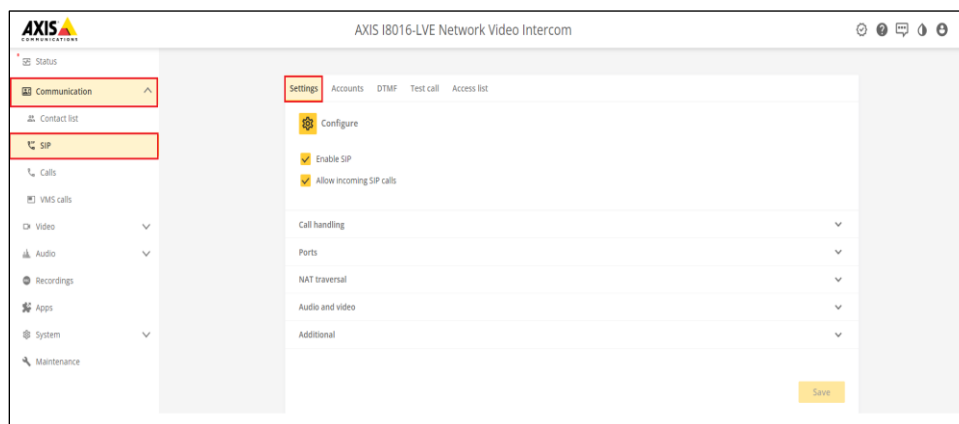 AXIS
COMMUNICATIONS
AXIS I8016-LVE Network Video Intercom
* Status
Communication
Contact list
SIP
Calls
VMS calls
Video
Audio
Recordings
Apps
System
Maintenance
Settings Accounts DTMF Test call Access list
Configure
Enable SIP
Allow incoming SIP calls
Call handling
Ports
NAT traversal
Audio and video
Additional
Save